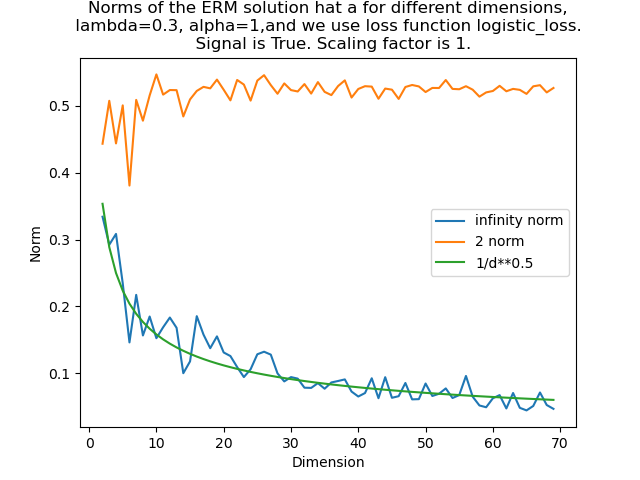 Norms of the ERM solution hat a for different dimensions,
lambda=0.3, alpha=1,and we use loss function logistic_loss.
Signal is True. Scaling factor is 1.
0.5
0.4
0.3
0.2
0.1
Norm
infinity norm
2 norm
1/d**0.5
0 10 20 30 40 50 60 70
Dimension